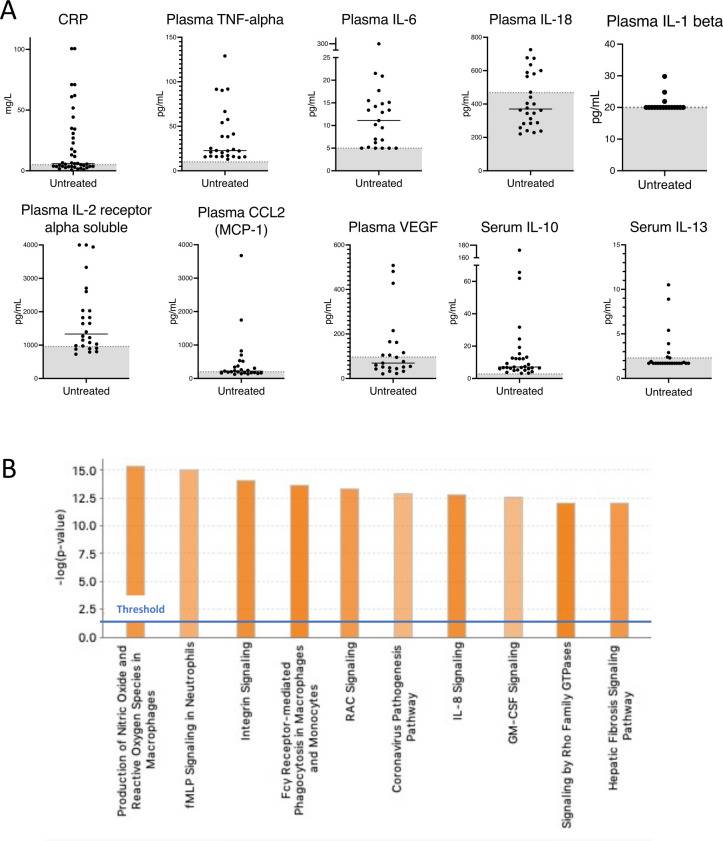 A
CRP
mg/L
100
50
0
Untreated
Plasma TNF-alpha
pg/mL
150
100
50
0
Untreated
Plasma IL-6
pg/mL
300
25
20
15
10
5
0
Untreated
Plasma IL-18
pg/mL
800
600
400
200
0
Untreated
Plasma IL-1 beta
pg/mL
40
30
20
10
0
Untreated
Plasma IL-2 receptor
alpha soluble
pg/mL
4000
3000
2000
1000
0
Untreated
Plasma CCL2
(MCP-1)
pg/mL
4000
3000
2000
1000
0
Untreated
Plasma VEGF
pg/mL
600
400
200
0
Untreated
Serum IL-10
pg/mL
180
160
60
40
20
0
Untreated
Serum IL-13
pg/mL
15
10
5
0
Untreated
B
-log(p-value)
15.0
12.5
10.0
7.5
5.0
2.5
0.0
Threshold
Production of Nitric Oxide and
Reactive Oxygen Species in
Macrophages
fMLP Signaling in Neutrophils
Integrin Signaling
Fcy Receptor-mediated
Phagocytosis in Macrophages
and Monocytes
RAC Signaling
Coronavirus Pathogenesis
Pathway
IL-8 Signaling
GM-CSF Signaling
Signaling by Rho Family GTPases
Hepatic Fibrosis Signaling
Pathway